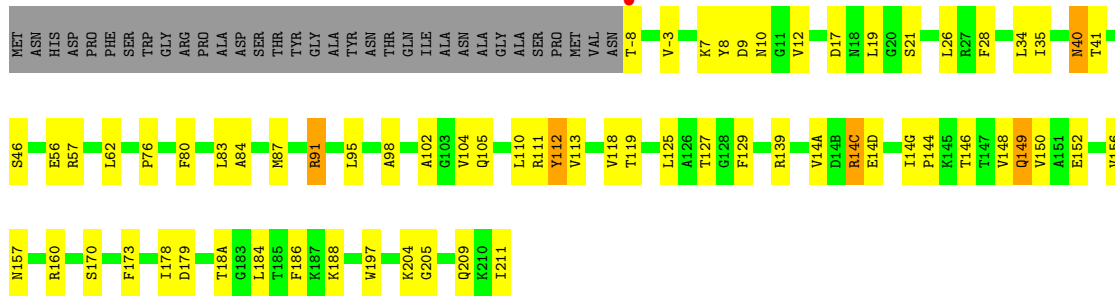 MET ASN HIS ASP PRO PHE SER TRP GLY ARG PRO ALA ASP SER THR TYR GLY ALA TYR ASN THR GLN ILE ALA ASN ALA GLY ALA SER PRO MET VAL ASN T-8 V-3 K7 Y8 D9 N10 G11 V12 D17 N18 L19 G20 S21 L26 R27 F28 L34 I35 N40 T41
S46 E56 R57 L62 P76 F80 L83 A84 M87 R91 L95 A98 A102 G103 V104 Q105 L110 R111 Y112 V113 V118 T119 L125 A126 T127 G128 F129 R139 V14A D14B R14C E14D I14G P144 K145 T146 T147 V148 Q149 V150 A151 E152 V156
N157 R160 S170 F173 I178 D179 T18A G183 L184 T185 F186 K187 K188 W197 K204 G205 Q209 K210 I211